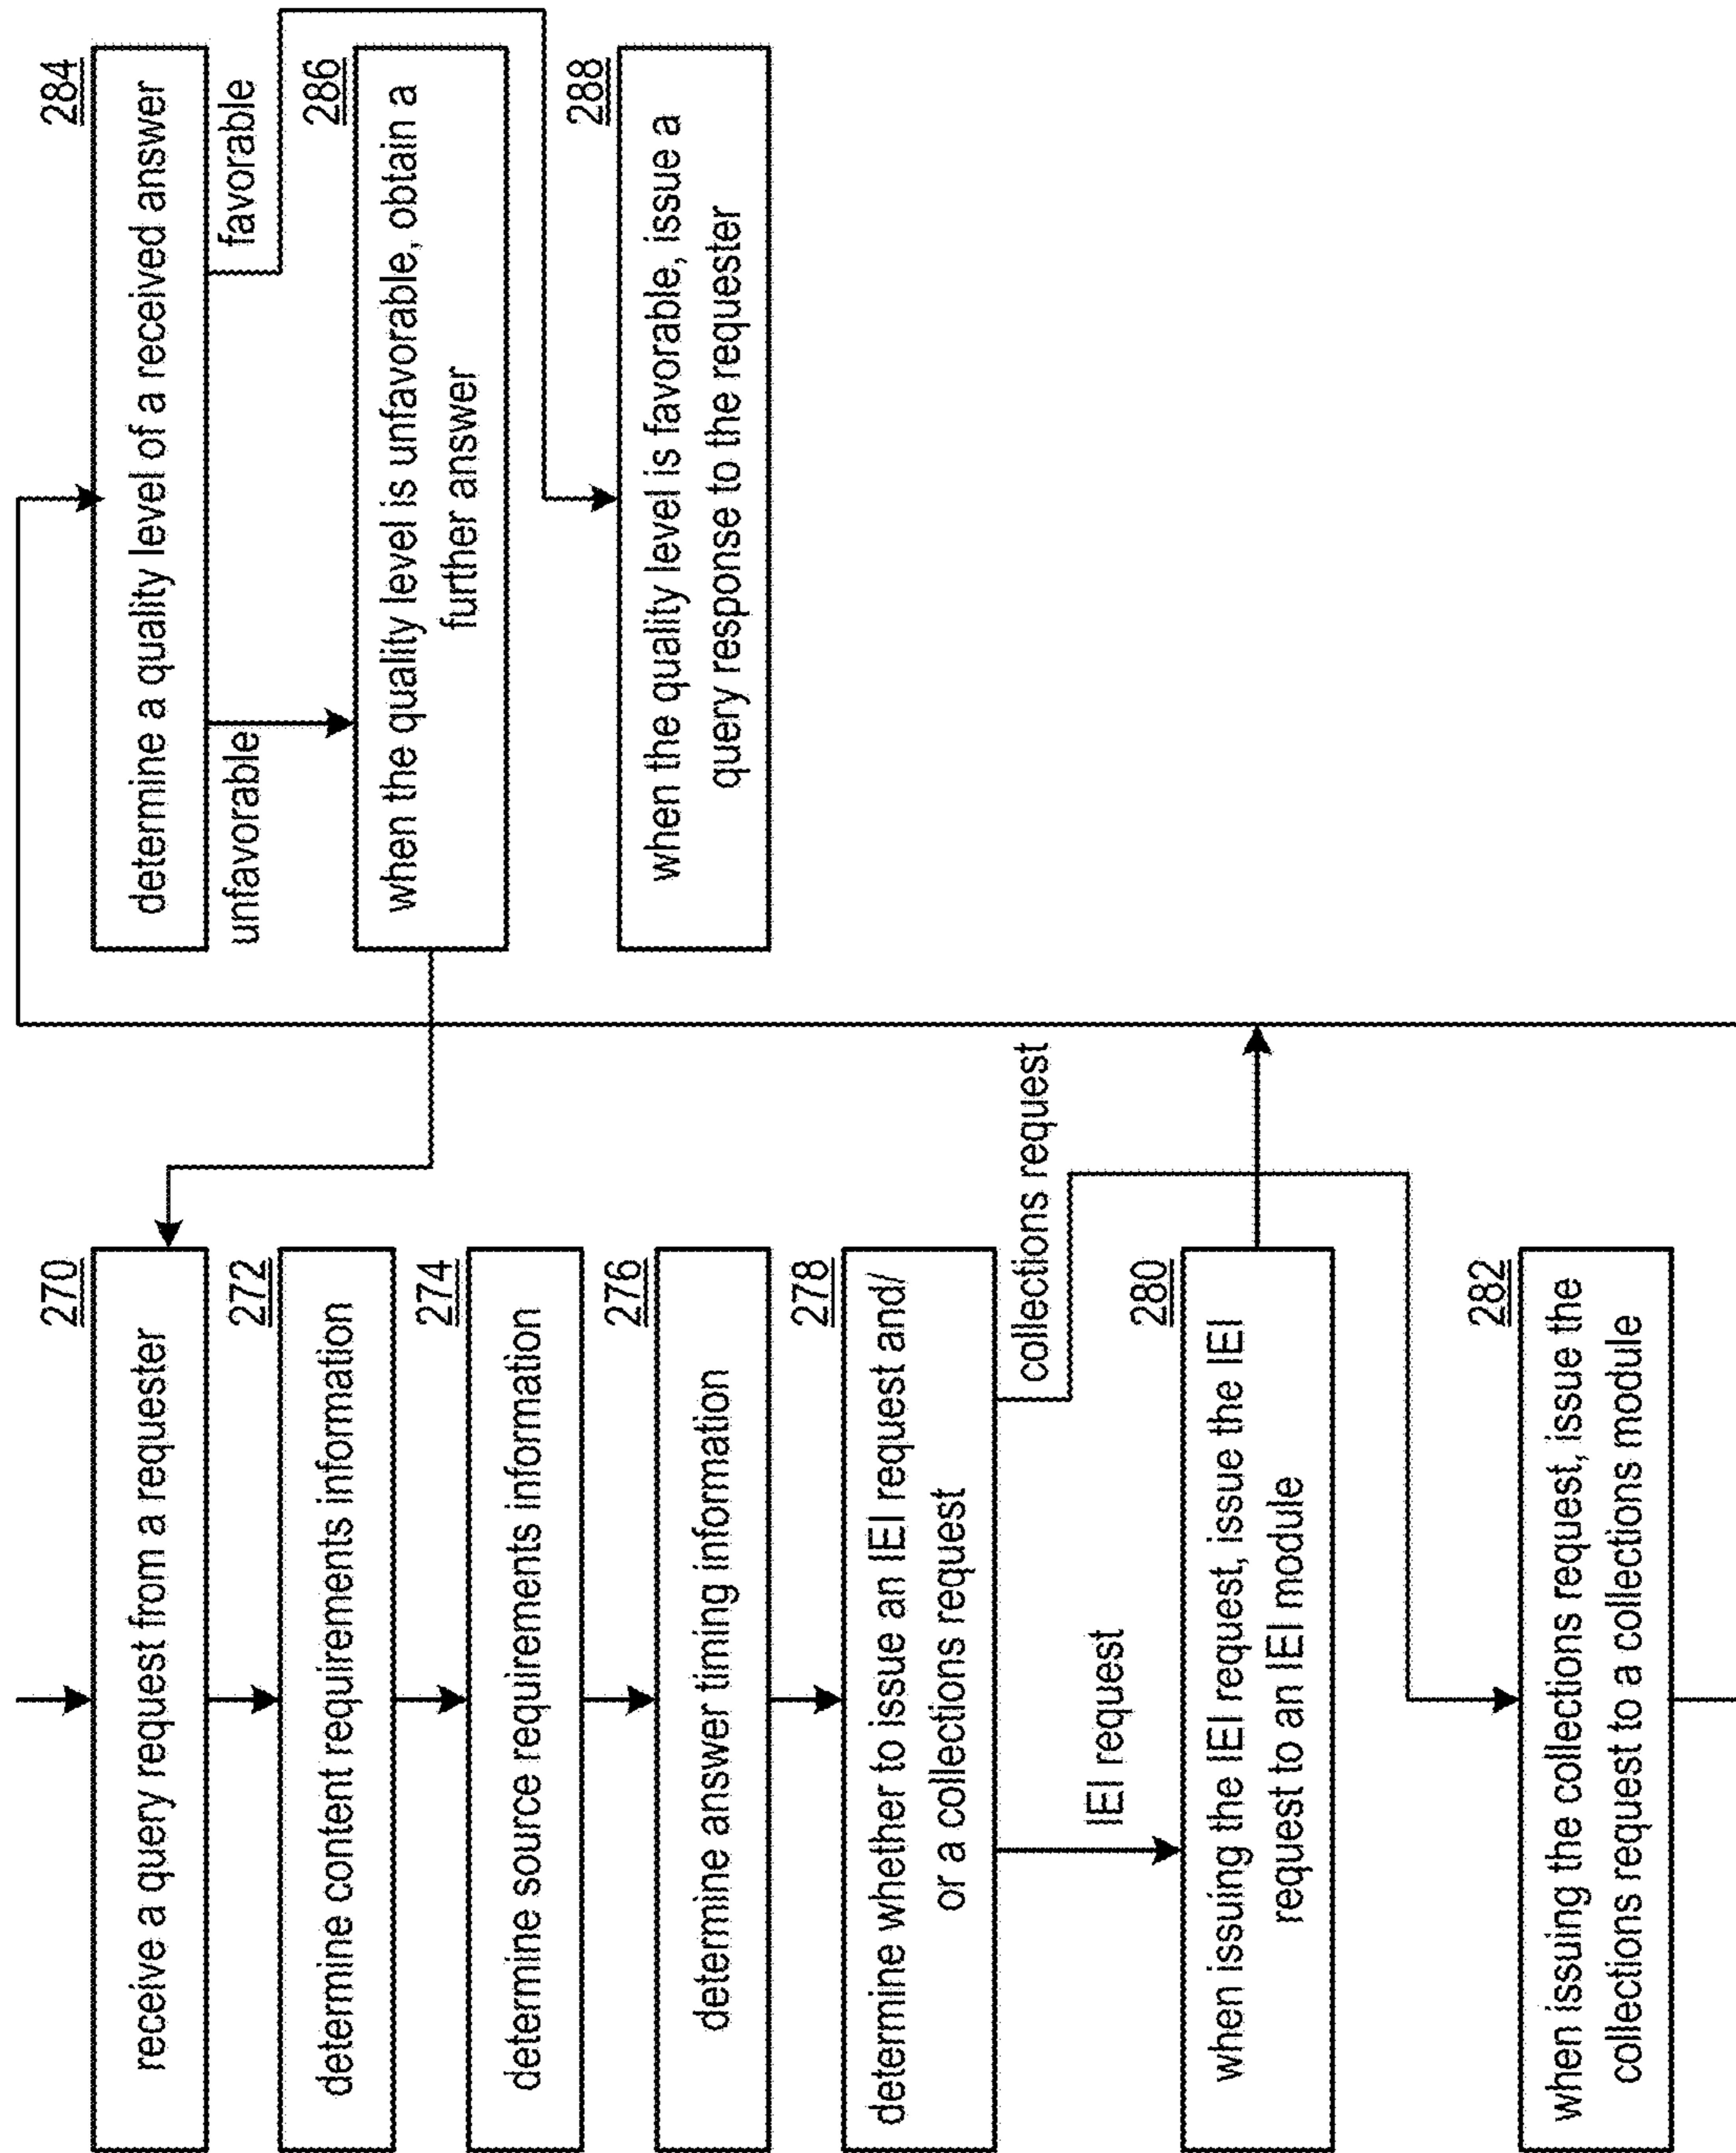 270
receive a query request from a requester
272
determine content requirements information
274
determine source requirements information
276
determine answer timing information
278
determine whether to issue an IEI request and/
or a collections request
IEI request
collections request
280
when issuing the IEI request, issue the IEI
request to an IEI module
282
when issuing the collections request, issue the
collections request to a collections module
284
determine a quality level of a received answer
unfavorable
favorable
286
when the quality level is unfavorable, obtain a
further answer
288
when the quality level is favorable, issue a
query response to the requester